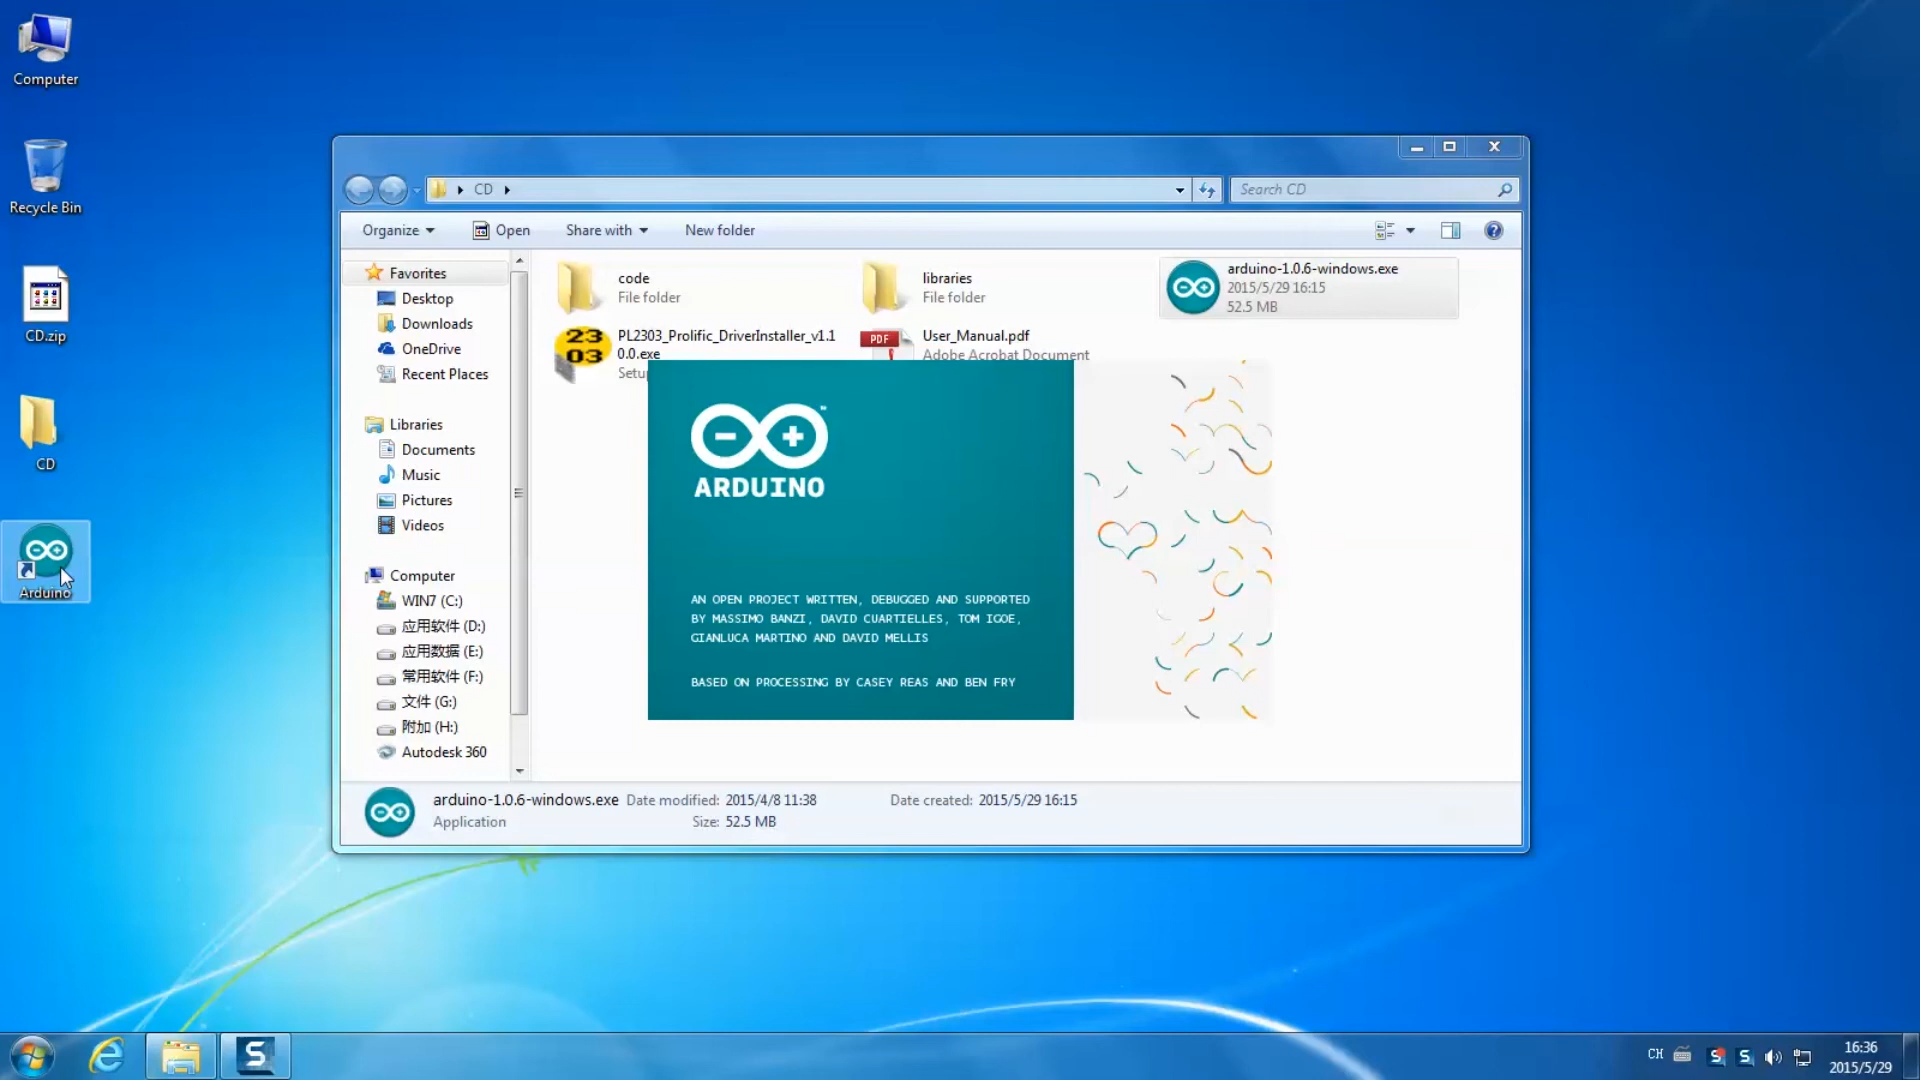 Computer
Recycle Bin
CD.zip
CD
Arduino
CD
Search CD
Organize
Open
Share with
New folder
Favorites
Desktop
Downloads
OneDrive
Recent Places
Libraries
Documents
Music
Pictures
Videos
Computer
WIN7 (C:)
应用软件 (D:)
应用数据 (E:)
常用软件 (F:)
文件 (G:)
附加 (H:)
Autodesk 360
code
File folder
libraries
File folder
arduino-1.0.6-windows.exe
2015/5/29 16:15
52.5 MB
2303
PL2303_Prolific_DriverInstaller_v1.1
0.0.exe
Setup
PDF
User_Manual.pdf
Adobe Acrobat Document
ARDUINO
AN OPEN PROJECT WRITTEN, DEBUGGED AND SUPPORTED
BY MASSIMO BANZI, DAVID CUARTIELLES, TOM IGOE,
GIANLUCA MARTINO AND DAVID MELLIS
BASED ON PROCESSING BY CASEY REAS AND BEN FRY
arduino-1.0.6-windows.exe Date modified: 2015/4/8 11:38 Date created: 2015/5/29 16:15
Application Size: 52.5 MB
CH
16:36
2015/5/29